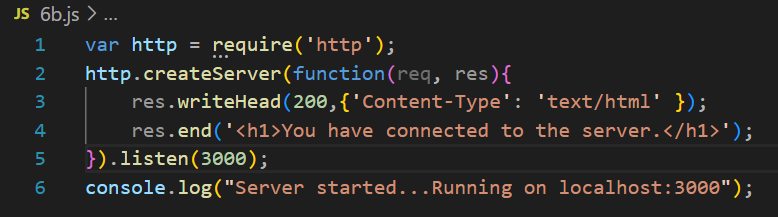 JS 6b.js > ...
1 var http = require('http');
2 http.createServer(function(req, res){
3 res.writeHead(200,{'Content-Type': 'text/html' });
4 res.end('<h1>You have connected to the server.</h1>');
5 }).listen(3000);
6 console.log("Server started...Running on localhost:3000");